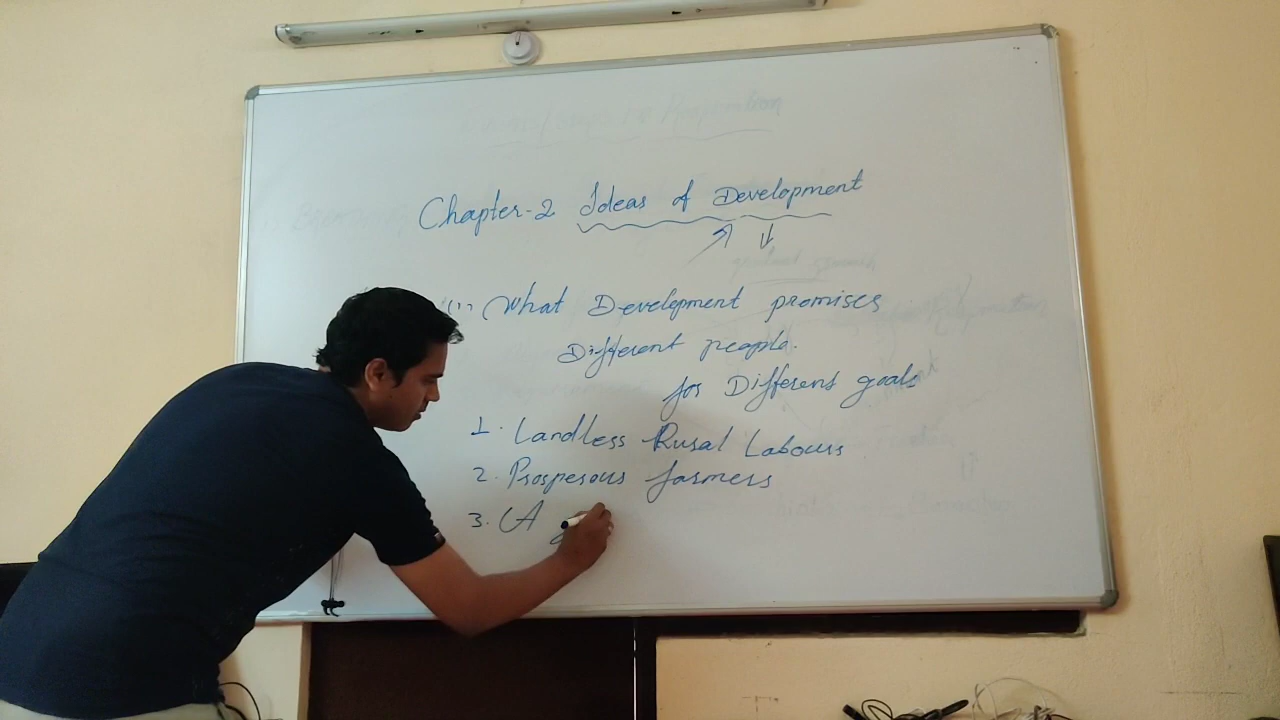 Chapter-2 Ideas of Development
(1) What Development promises
Different people.
for Different goals
1. Landless Rural Labours
2. Prosperous farmers
3. A